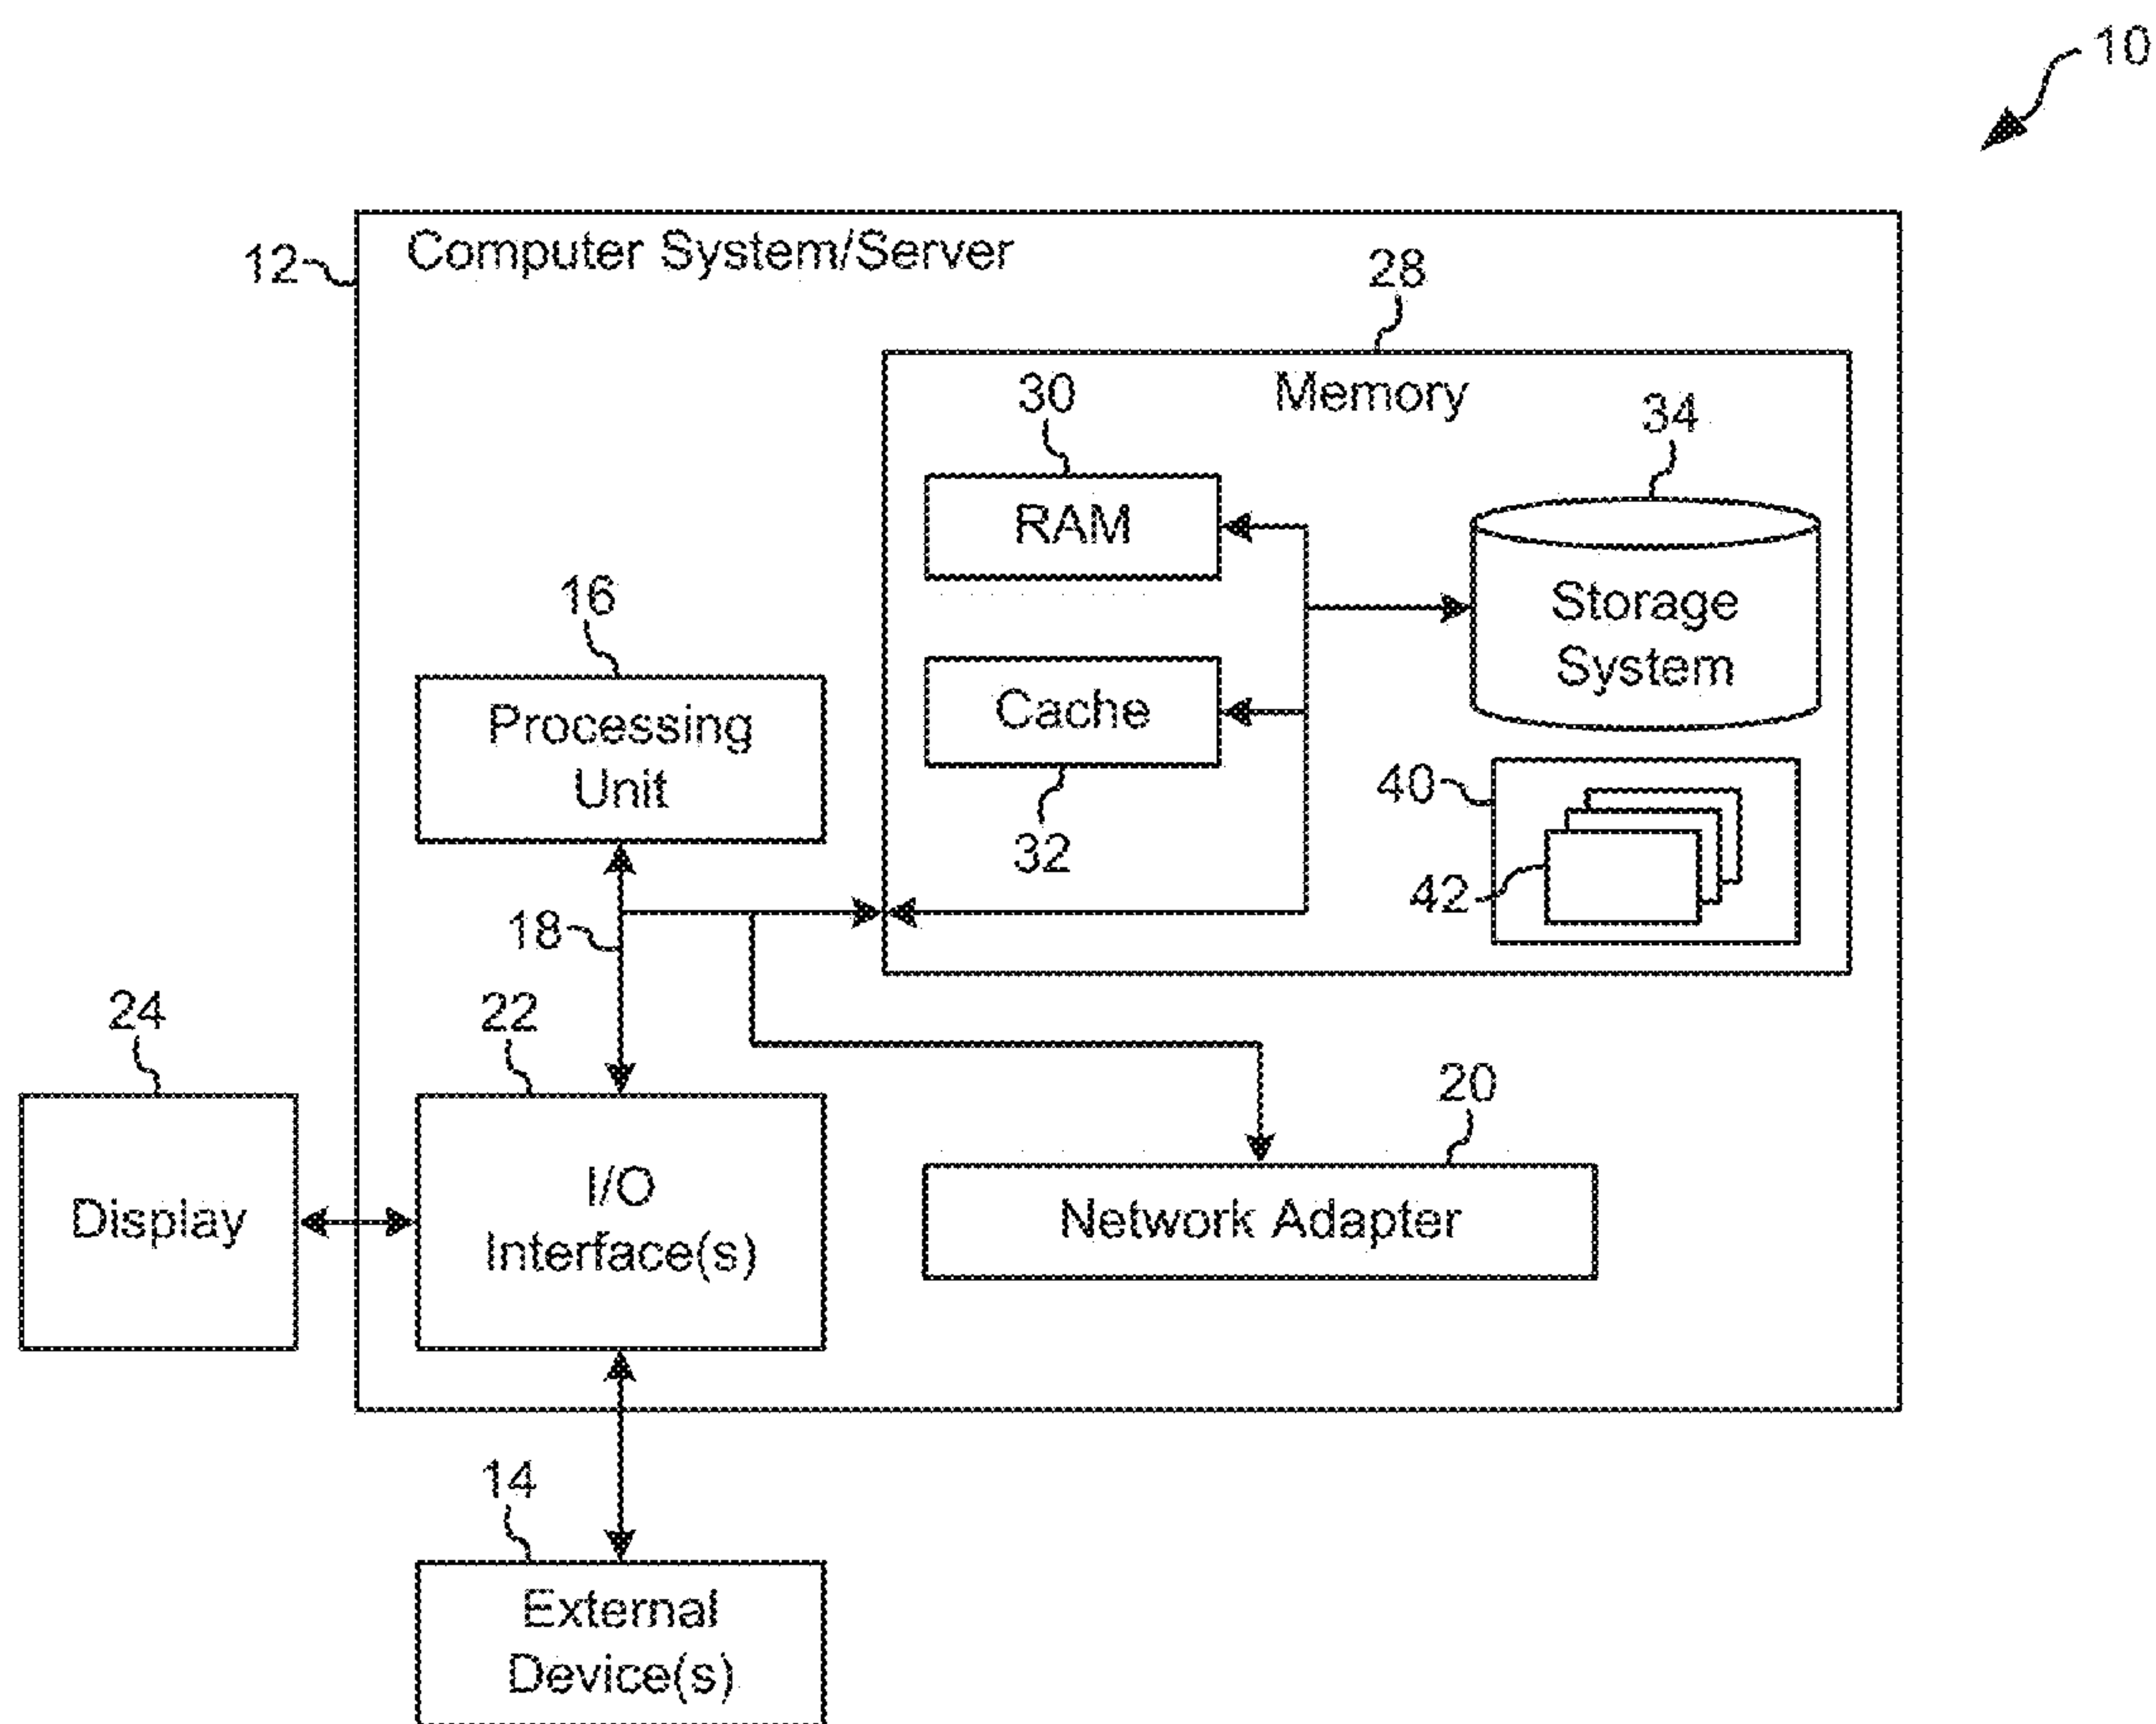 10
12
Computer System/Server
28
Memory
30
RAM
34
Storage
System
16
Processing
Unit
Cache
32
40
42
18
24
22
Display
I/O
Interface(s)
20
Network Adapter
14
External
Device(s)